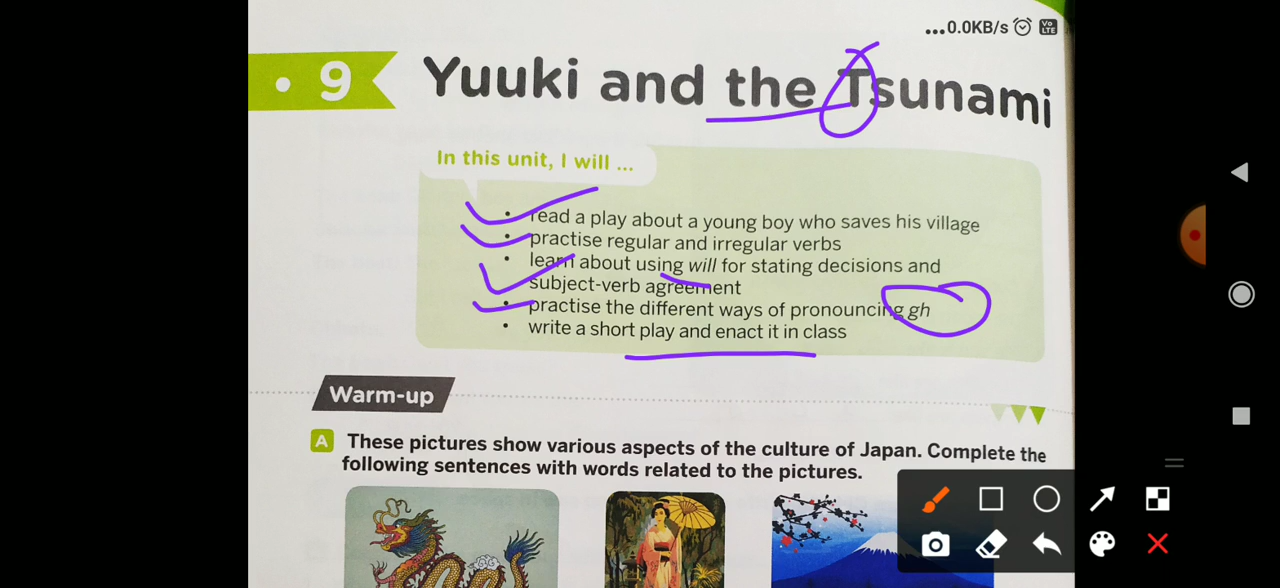 ...0.0KB/s Vo LTE
• 9 Yuuki and the Tsunami
In this unit, I will ...
• read a play about a young boy who saves his village
• practise regular and irregular verbs
• learn about using will for stating decisions and
subject-verb agreement
• practise the different ways of pronouncing gh
• write a short play and enact it in class
Warm-up
A These pictures show various aspects of the culture of Japan. Complete the
following sentences with words related to the pictures.